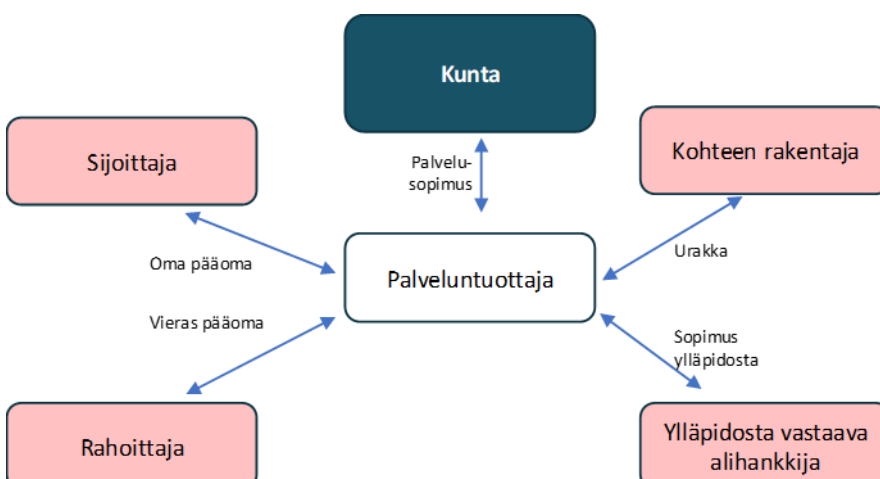 Kunta
Sijoittaja
Kohteen rakentaja
Palvelu-
sopimus
Oma pääoma
Urakka
Palveluntuottaja
Vieras pääoma
Sopimus
ylläpidosta
Rahoittaja
Ylläpidosta vastaava
alihankkija